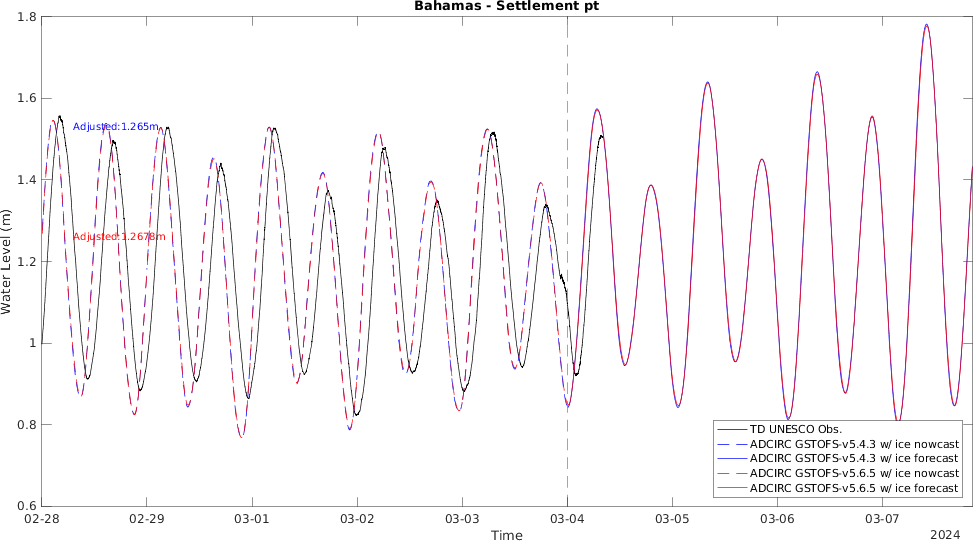 Bahamas - Settlement pt
1.8
1.6
1.4
1.2
1
0.8
0.6
Water Level (m)
Adjusted:1.265m
Adjusted:1.2678m
TD UNESCO Obs.
ADCIRC GSTOFS-v5.4.3 w/ ice nowcast
ADCIRC GSTOFS-v5.4.3 w/ ice forecast
ADCIRC GSTOFS-v5.6.5 w/ ice nowcast
ADCIRC GSTOFS-v5.6.5 w/ ice forecast
02-28 02-29 03-01 03-02 03-03 03-04 03-05 03-06 03-07
Time
2024